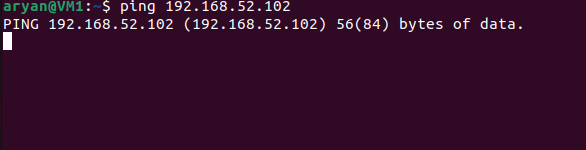 aryan@VM1:~$ ping 192.168.52.102
PING 192.168.52.102 (192.168.52.102) 56(84) bytes of data.